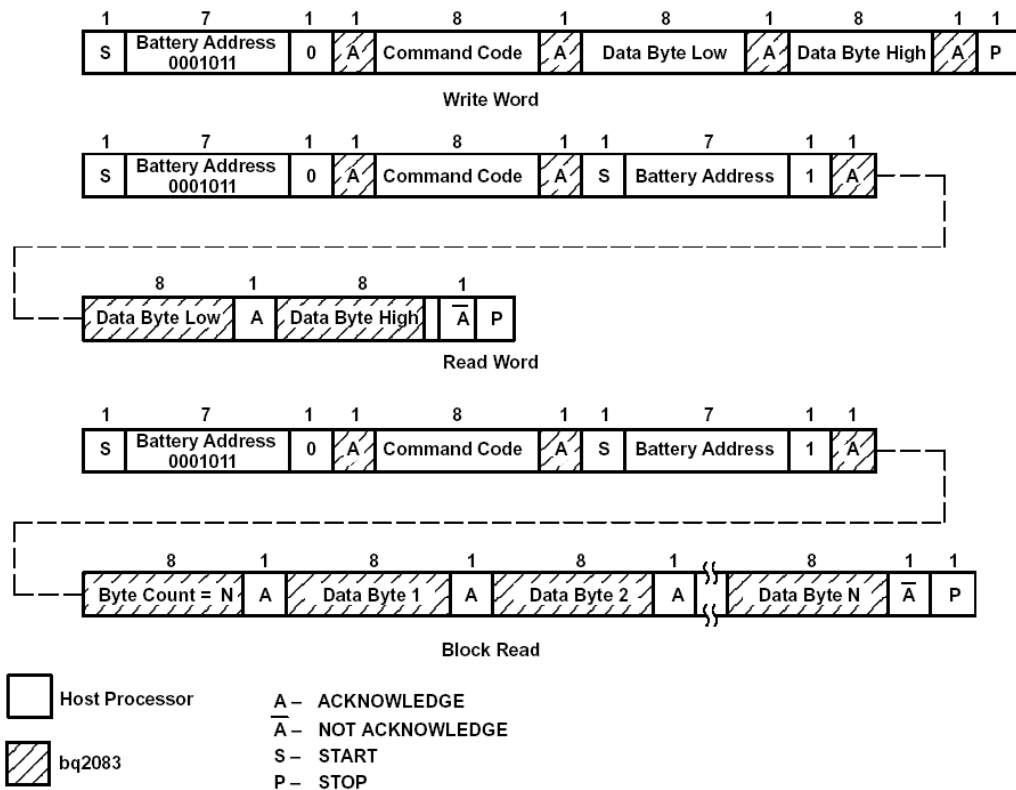 1 7 1 1 8 1 8 1 8 1 1
S Battery Address 0001011 0 A Command Code A Data Byte Low A Data Byte High A P
Write Word
1 7 1 1 8 1 1 7 1 1
S Battery Address 0001011 0 A Command Code A S Battery Address 1 A
8 1 8 1
Data Byte Low A Data Byte High A̅ P
Read Word
1 7 1 1 8 1 1 7 1 1
S Battery Address 0001011 0 A Command Code A S Battery Address 1 A
8 1 8 1 8 1 8 1 1
Byte Count = N A Data Byte 1 A Data Byte 2 A Data Byte N A̅ P
Block Read
Host Processor
bq2083
A – ACKNOWLEDGE
A̅ – NOT ACKNOWLEDGE
S – START
P – STOP